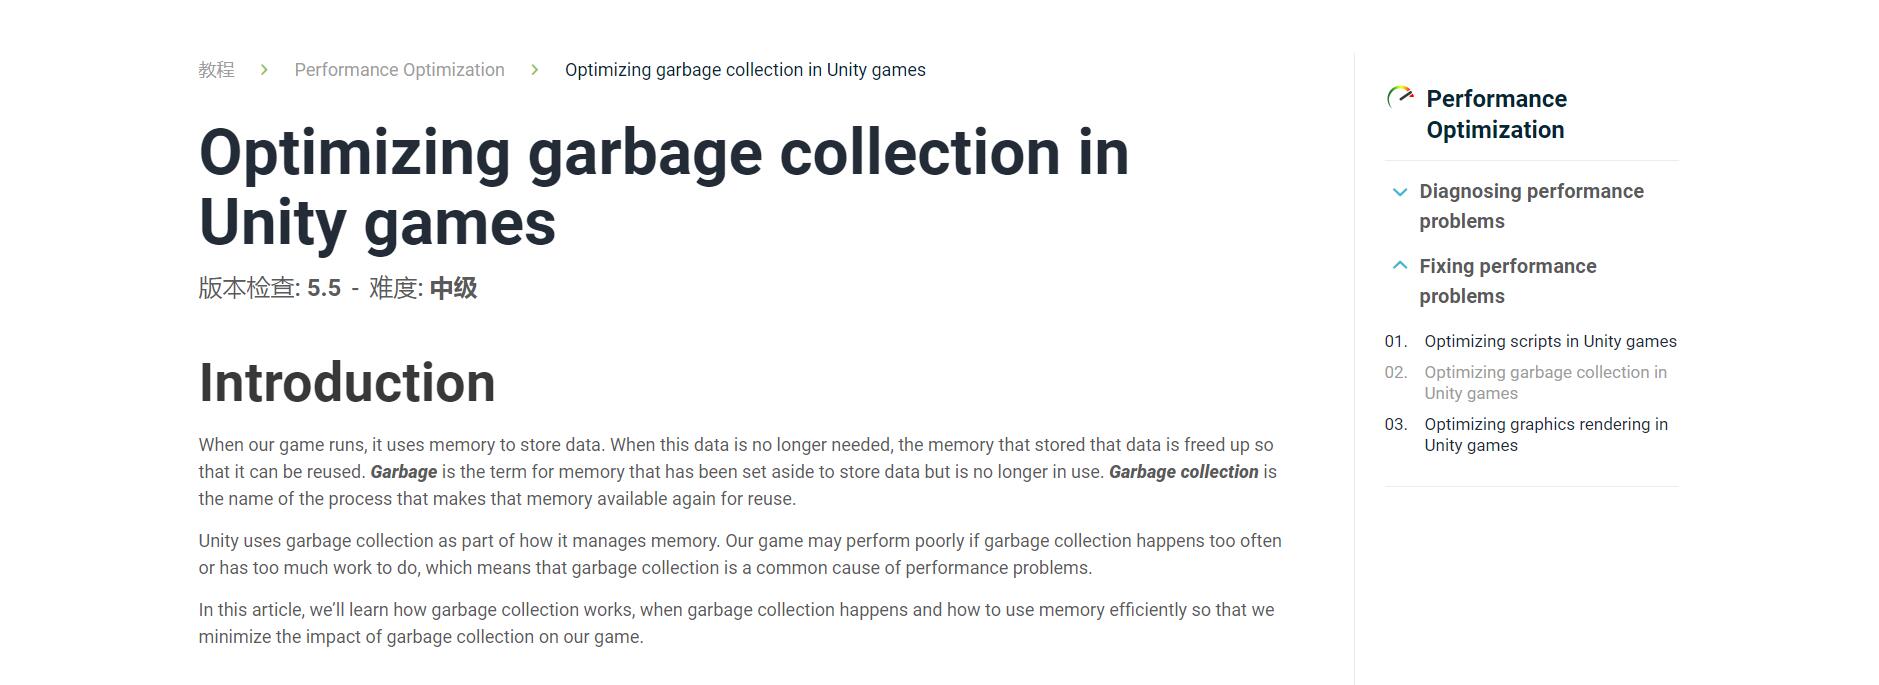 教程 > Performance Optimization > Optimizing garbage collection in Unity games
Optimizing garbage collection in
Unity games
版本检查: 5.5 - 难度: 中级
Introduction
When our game runs, it uses memory to store data. When this data is no longer needed, the memory that stored that data is freed up so
that it can be reused. Garbage is the term for memory that has been set aside to store data but is no longer in use. Garbage collection is
the name of the process that makes that memory available again for reuse.
Unity uses garbage collection as part of how it manages memory. Our game may perform poorly if garbage collection happens too often
or has too much work to do, which means that garbage collection is a common cause of performance problems.
In this article, we’ll learn how garbage collection works, when garbage collection happens and how to use memory efficiently so that we
minimize the impact of garbage collection on our game.
Performance
Optimization
Diagnosing performance
problems
Fixing performance
problems
01. Optimizing scripts in Unity games
02. Optimizing garbage collection in
Unity games
03. Optimizing graphics rendering in
Unity games